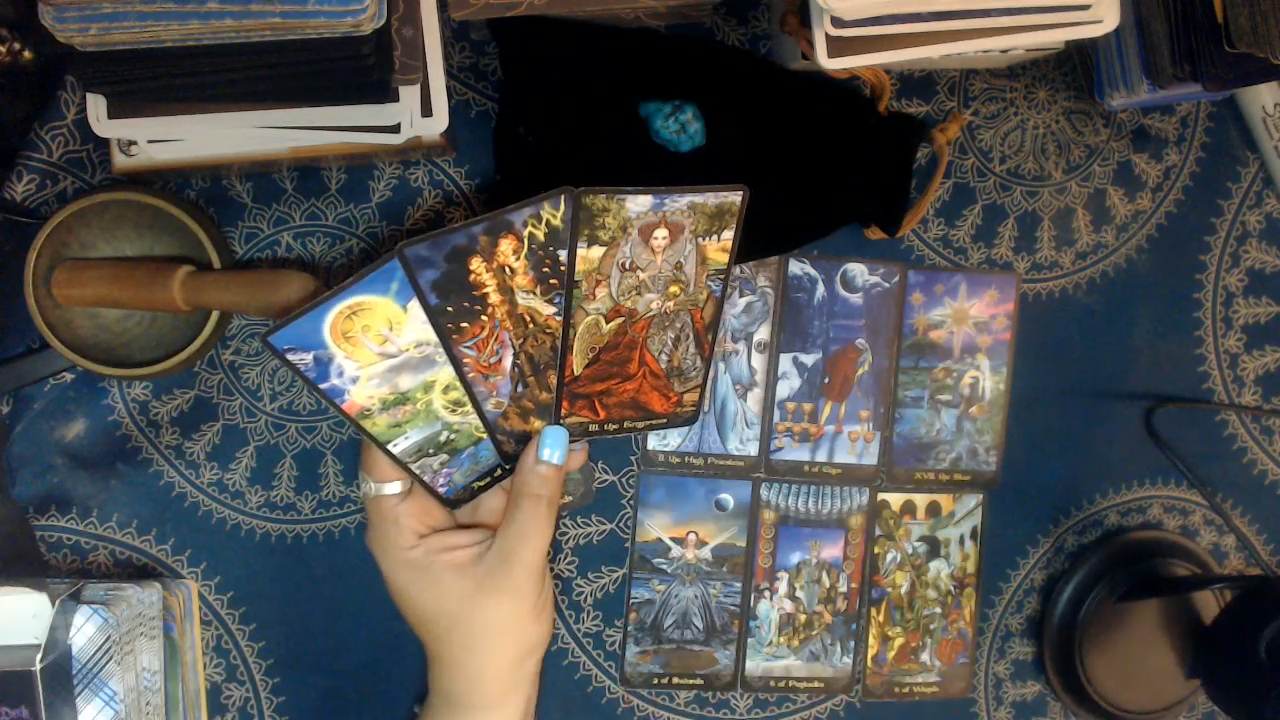 III. the Empress
II. the High Priestess
8 of Cups
XVII. the Star
2 of Swords
6 of Pentacles
6 of Wands